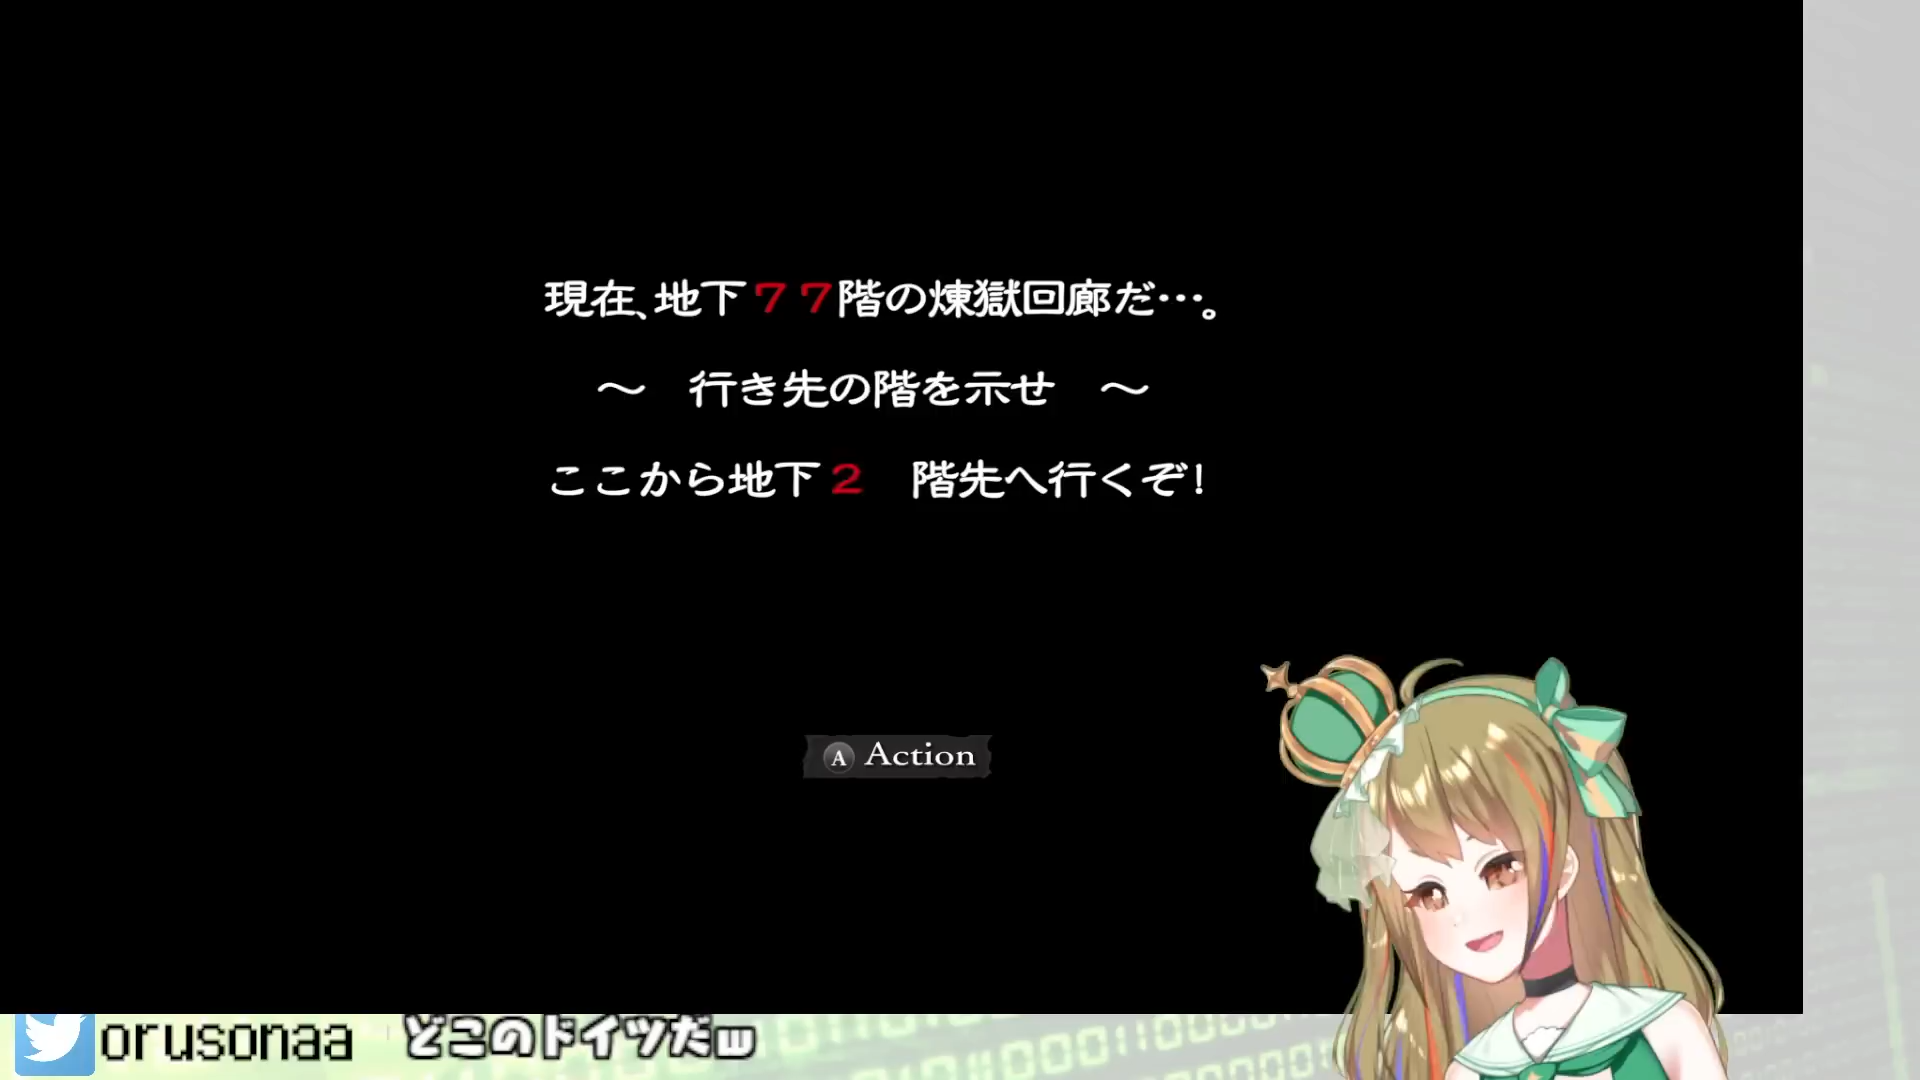 現在、地下７７階の煉獄回廊だ…。
～　行き先の階を示せ　～
ここから地下２　階先へ行くぞ！
A Action
orusonaa どこのドイツだw